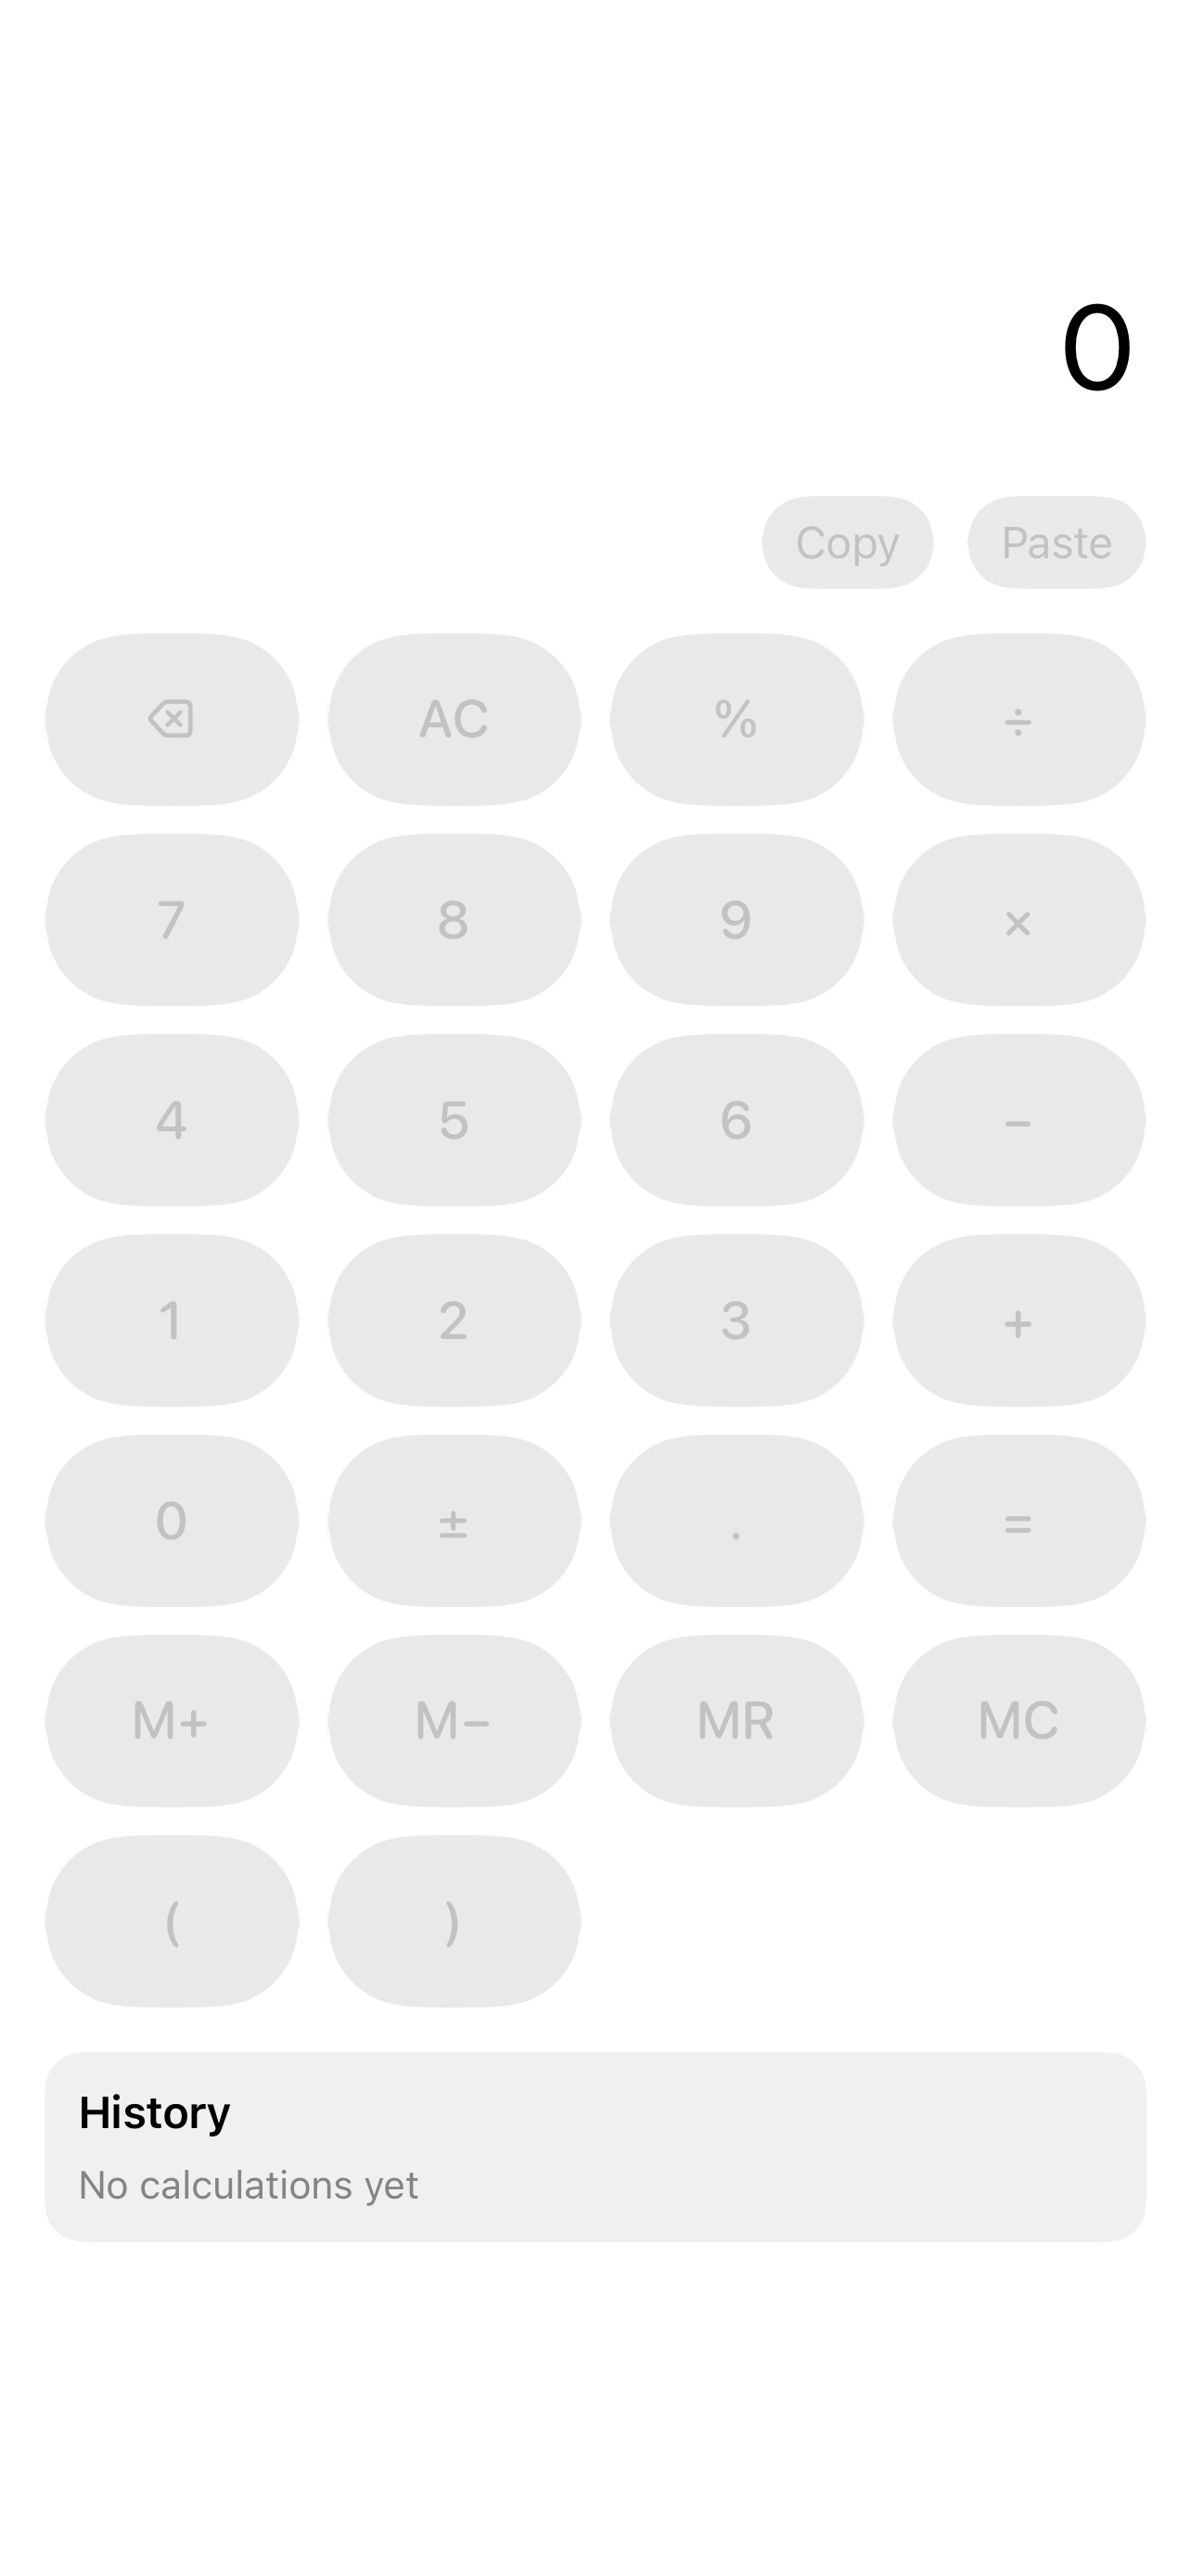 0
Copy Paste
AC % ÷
7 8 9 ×
4 5 6 −
1 2 3 +
0 ± . =
M+ M− MR MC
( )
History
No calculations yet